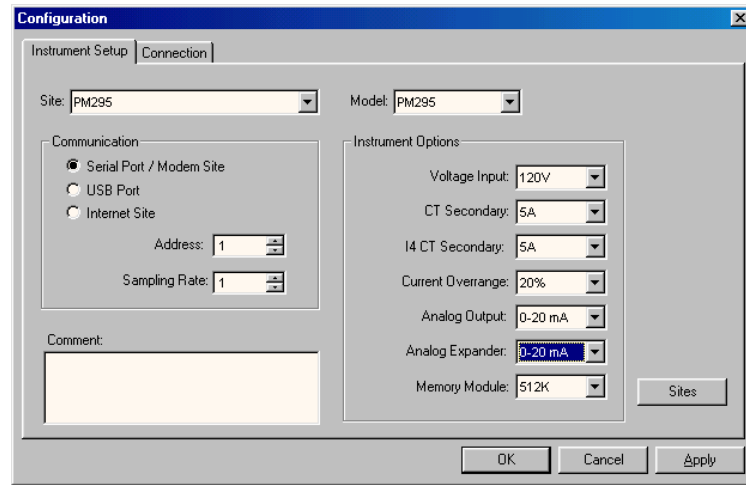 Configuration
Instrument Setup Connection
Site: PM295 Model: PM295
Communication
Serial Port / Modem Site
USB Port
Internet Site
Address: 1
Sampling Rate: 1
Comment:
Instrument Options
Voltage Input: 120V
CT Secondary: 5A
I4 CT Secondary: 5A
Current Overrange: 20%
Analog Output: 0-20 mA
Analog Expander: 0-20 mA
Memory Module: 512K
Sites
OK Cancel Apply